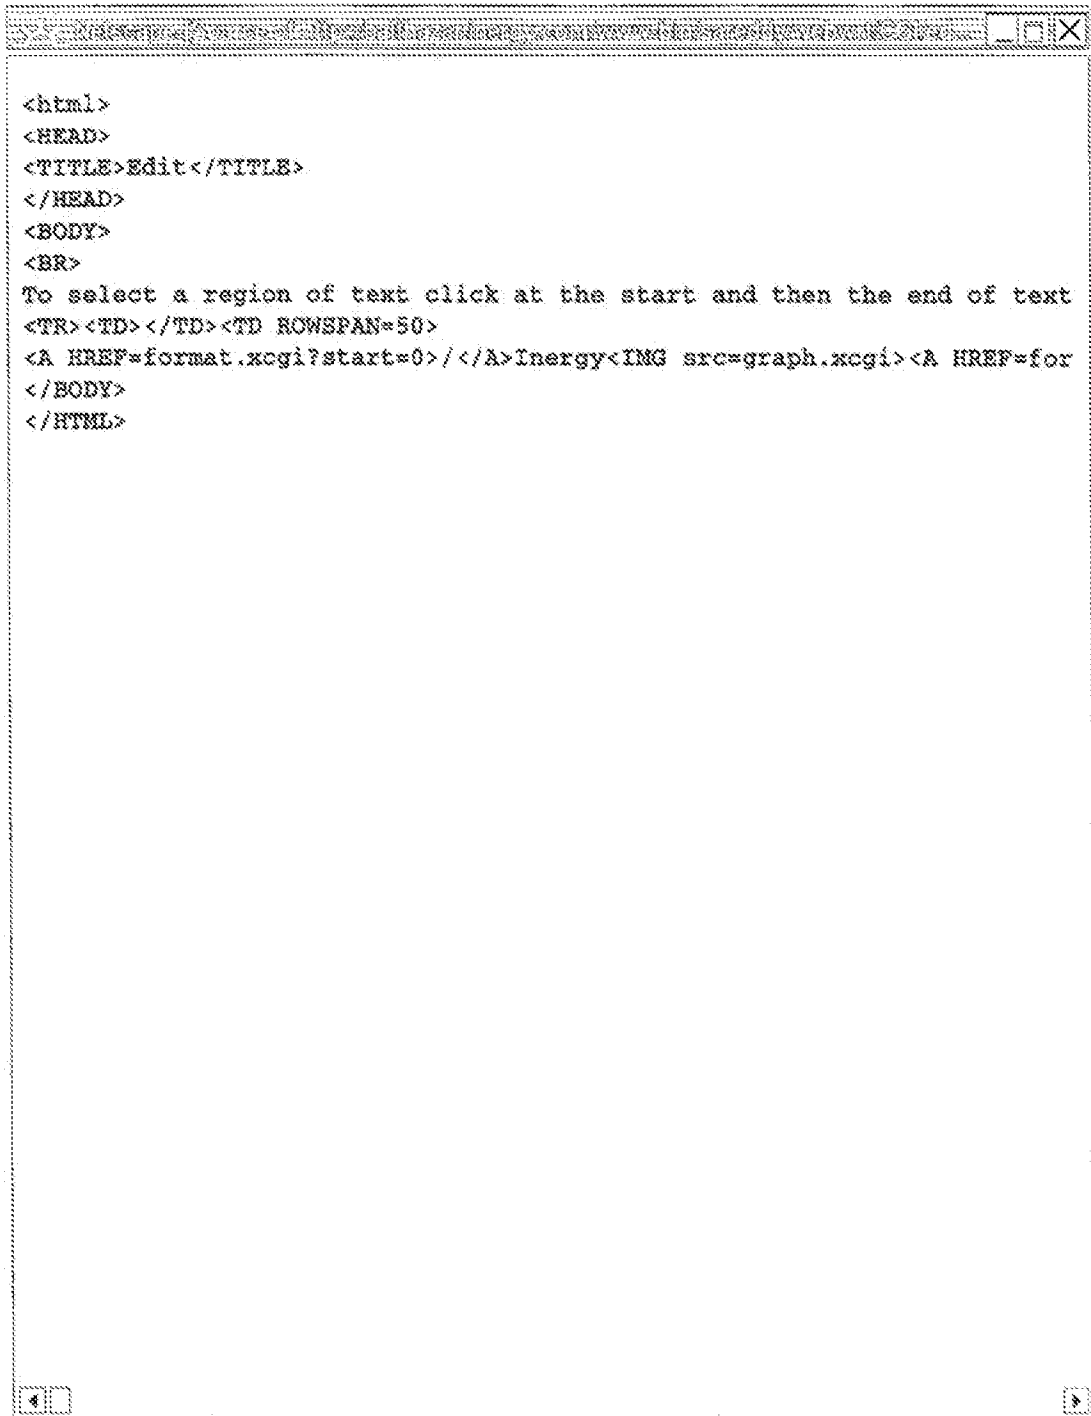 <html>
<HEAD>
<TITLE>Edit</TITLE>
</HEAD>
<BODY>
<BR>
To select a region of text click at the start and then the end of text
<TR><TD></TD><TD ROWSPAN=50>
<A HREF=format.xcgi?start=0>/</A>Inergy<IMG src=graph.xcgi><A HREF=for
</BODY>
</HTML>